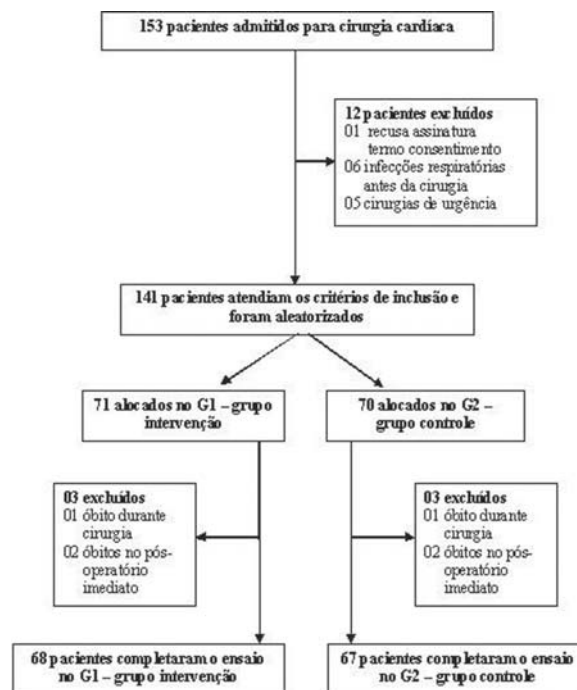 153 pacientes admitidos para cirurgia cardíaca
12 pacientes excluídos
01 recusa assinatura
termo consentimento
06 infecções respiratórias
antes da cirurgia
05 cirurgias de urgência
141 pacientes atendiam os critérios de inclusão e
foram aleatorizados
71 alocados no G1 – grupo
intervenção
70 alocados no G2 –
grupo controle
03 excluídos
01 óbito durante
cirurgia
02 óbitos no pós-
operatório
imediato
03 excluídos
01 óbito durante
cirurgia
02 óbitos no pós-
operatório
imediato
68 pacientes completaram o ensaio
no G1 – grupo intervenção
67 pacientes completaram o ensaio
no G2 – grupo controle